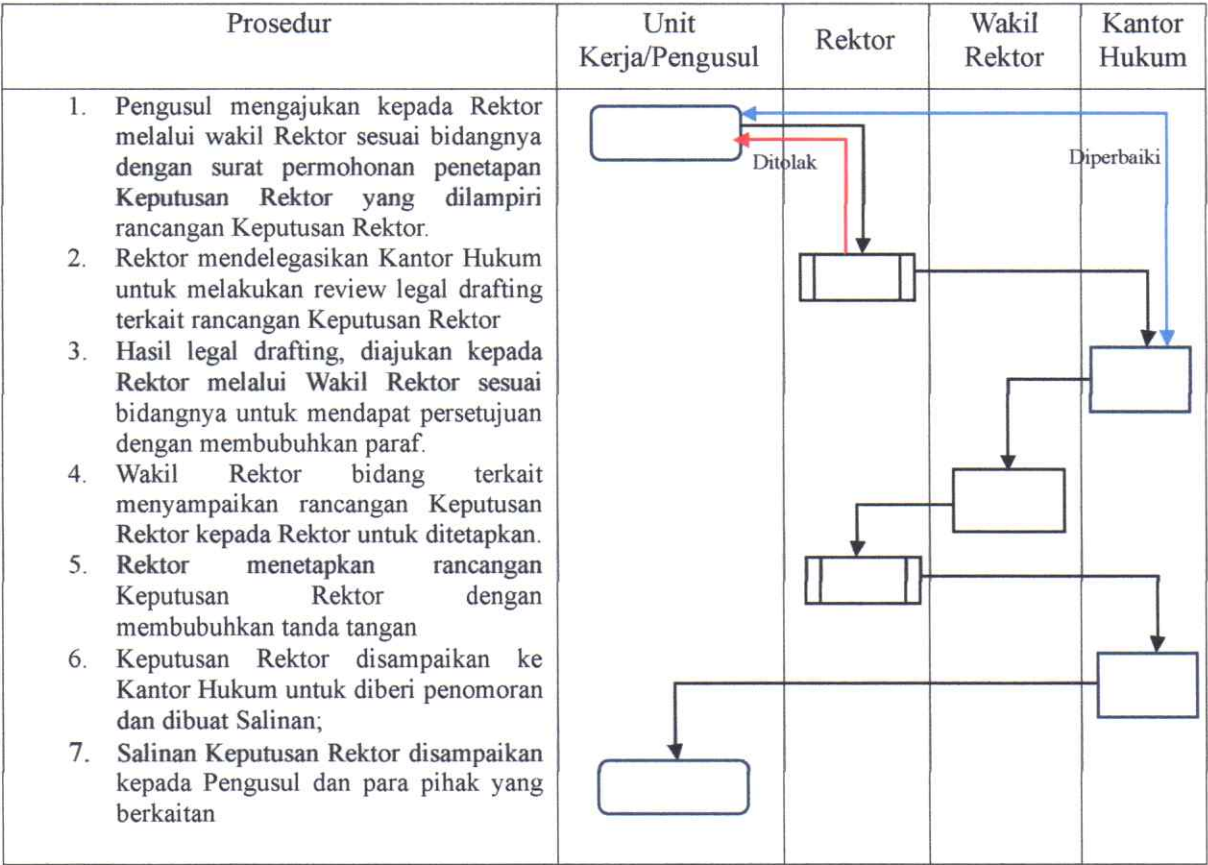 Prosedur
Unit
Kerja/Pengusul
Rektor
Wakil
Rektor
Kantor
Hukum
1. Pengusul mengajukan kepada Rektor
melalui wakil Rektor sesuai bidangnya
dengan surat permohonan penetapan
Keputusan Rektor yang dilampiri
rancangan Keputusan Rektor.
2. Rektor mendelegasikan Kantor Hukum
untuk melakukan review legal drafting
terkait rancangan Keputusan Rektor
3. Hasil legal drafting, diajukan kepada
Rektor melalui Wakil Rektor sesuai
bidangnya untuk mendapat persetujuan
dengan membubuhkan paraf.
4. Wakil Rektor bidang terkait
menyampaikan rancangan Keputusan
Rektor kepada Rektor untuk ditetapkan.
5. Rektor menetapkan rancangan
Keputusan Rektor dengan
membubuhkan tanda tangan
6. Keputusan Rektor disampaikan ke
Kantor Hukum untuk diberi penomoran
dan dibuat Salinan;
7. Salinan Keputusan Rektor disampaikan
kepada Pengusul dan para pihak yang
berkaitan
Ditolak
Diperbaiki